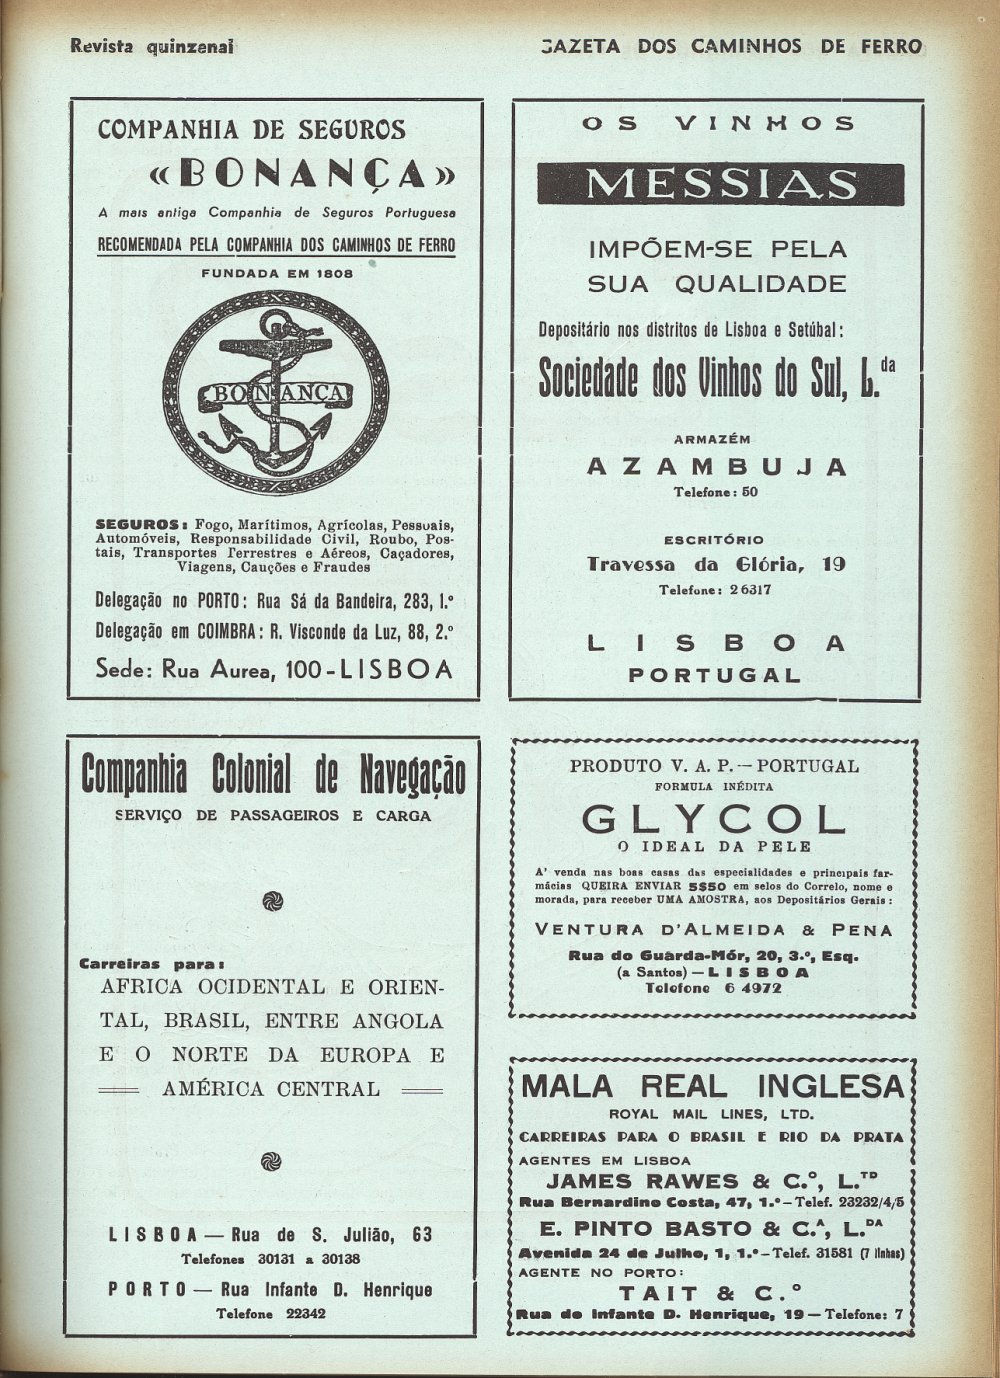 Revista quinzenal
GAZETA DOS CAMINHOS DE FERRO
COMPANHIA DE SEGUROS
«BONANÇA»
A mais antiga Companhia de Seguros Portuguesa
RECOMENDADA PELA COMPANHIA DOS CAMINHOS DE FERRO
FUNDADA EM 1808
BONANÇA
SEGUROS: Fogo, Marítimos, Agrícolas, Pessoais,
Automóveis, Responsabilidade Civil, Roubo, Pos-
tais, Transportes Terrestres e Aéreos, Caçadores,
Viagens, Cauções e Fraudes
Delegação no PORTO: Rua Sá da Bandeira, 283, 1.º
Delegação em COIMBRA: R. Visconde da Luz, 88, 2.º
Sede: Rua Aurea, 100 - LISBOA
OS VINHOS
MESSIAS
IMPÕEM-SE PELA
SUA QUALIDADE
Depositário nos distritos de Lisboa e Setúbal:
Sociedade dos Vinhos do Sul, L.da
ARMAZÉM
AZAMBUJA
Telefone: 50
ESCRITÓRIO
Travessa da Glória, 19
Telefone: 26317
LISBOA
PORTUGAL
Companhia Colonial de Navegação
SERVIÇO DE PASSAGEIROS E CARGA
Carreiras para:
AFRICA OCIDENTAL E ORIEN-
TAL, BRASIL, ENTRE ANGOLA
E O NORTE DA EUROPA E
AMÉRICA CENTRAL
LISBOA — Rua de S. Julião, 63
Telefones 30131 a 30138
PORTO — Rua Infante D. Henrique
Telefone 22342
PRODUTO V. A. P. — PORTUGAL
FORMULA INÉDITA
GLYCOL
O IDEAL DA PELE
A' venda nas boas casas das especialidades e principais far-
mácias QUEIRA ENVIAR 5$50 em selos do Correio, nome e
morada, para receber UMA AMOSTRA, aos Depositários Gerais:
VENTURA D'ALMEIDA & PENA
Rua do Guarda-Mór, 20, 3.º, Esq.
(a Santos) — LISBOA
Telefone 6 4972
MALA REAL INGLESA
ROYAL MAIL LINES, LTD.
CARREIRAS PARA O BRASIL E RIO DA PRATA
AGENTES EM LISBOA
JAMES RAWES & C.º, L.TD
Rua Bernardino Costa, 47, 1.º — Telef. 23232/4/5
E. PINTO BASTO & C.A, L.DA
Avenida 24 de Julho, 1, 1.º — Telef. 31581 (7 linhas)
AGENTE NO PORTO:
TAIT & C.º
Rua do Infante D. Henrique, 19 — Telefone: 7